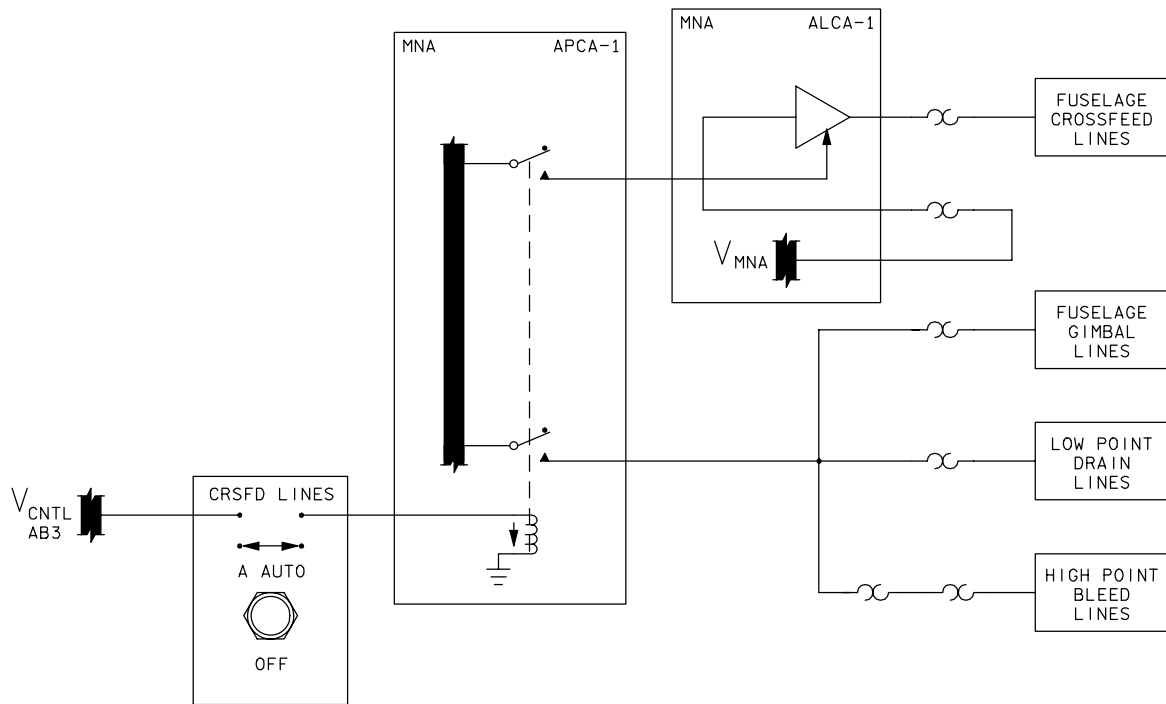 MNA APCA-1
MNA ALCA-1
FUSELAGE
CROSSFEED
LINES
V MNA
FUSELAGE
GIMBAL
LINES
LOW POINT
DRAIN
LINES
HIGH POINT
BLEED
LINES
V CNTL
AB3
CRSFD LINES
A AUTO
OFF